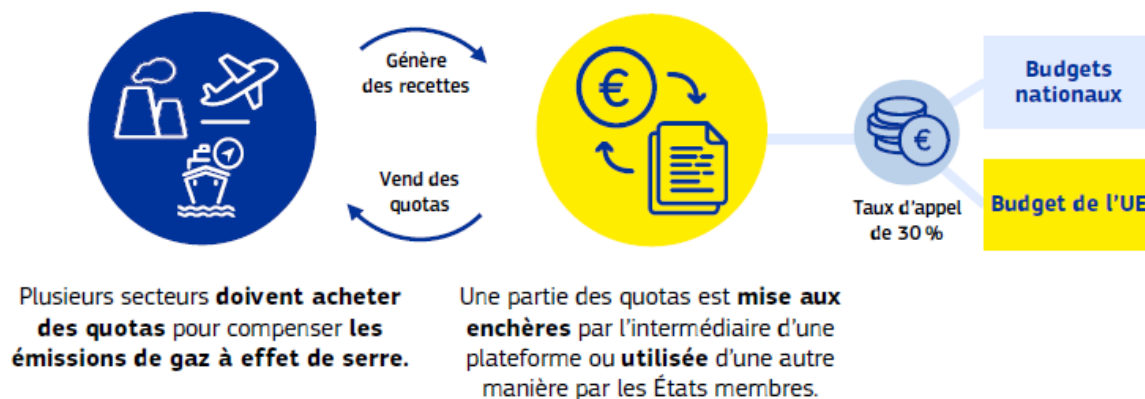 Génère
des recettes
Vend des
quotas
€
€
Taux d'appel
de 30 %
Budgets
nationaux
Budget de l'UE
Plusieurs secteurs doivent acheter
des quotas pour compenser les
émissions de gaz à effet de serre.
Une partie des quotas est mise aux
enchères par l'intermédiaire d'une
plateforme ou utilisée d'une autre
manière par les États membres.